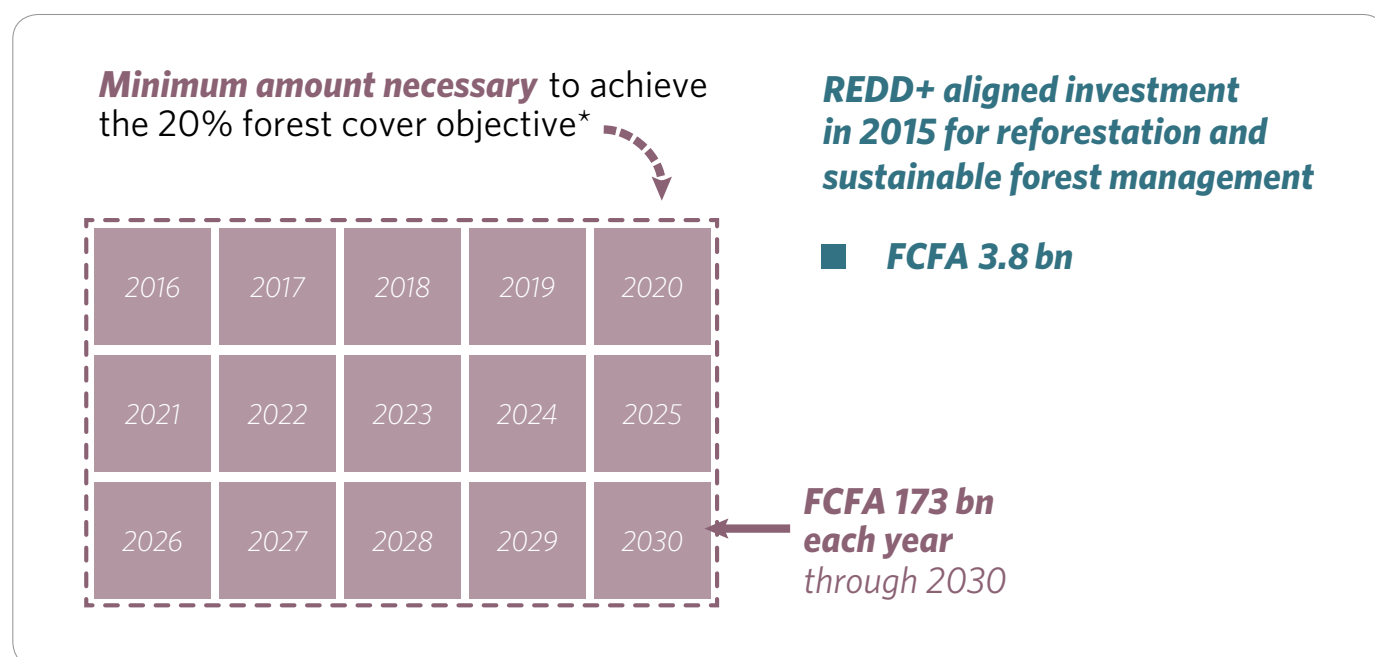 Minimum amount necessary to achieve
the 20% forest cover objective*
REDD+ aligned investment
in 2015 for reforestation and
sustainable forest management
FCFA 3.8 bn
2016 2017 2018 2019 2020
2021 2022 2023 2024 2025
2026 2027 2028 2029 2030
FCFA 173 bn
each year
through 2030